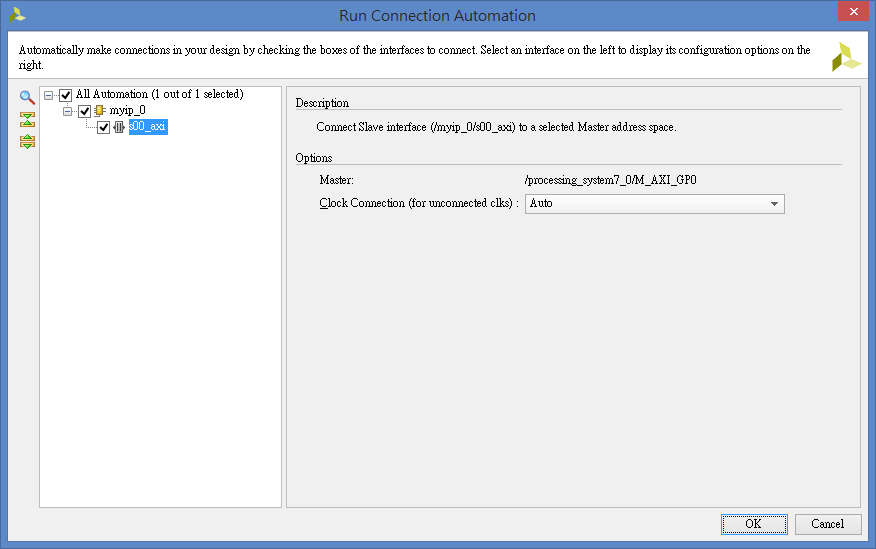 Run Connection Automation
Automatically make connections in your design by checking the boxes of the interfaces to connect. Select an interface on the left to display its configuration options on the
right.
All Automation (1 out of 1 selected)
myip_0
s00_axi
Description
Connect Slave interface (/myip_0/s00_axi) to a selected Master address space.
Options
Master: /processing_system7_0/M_AXI_GP0
Clock Connection (for unconnected clks) : Auto
OK Cancel